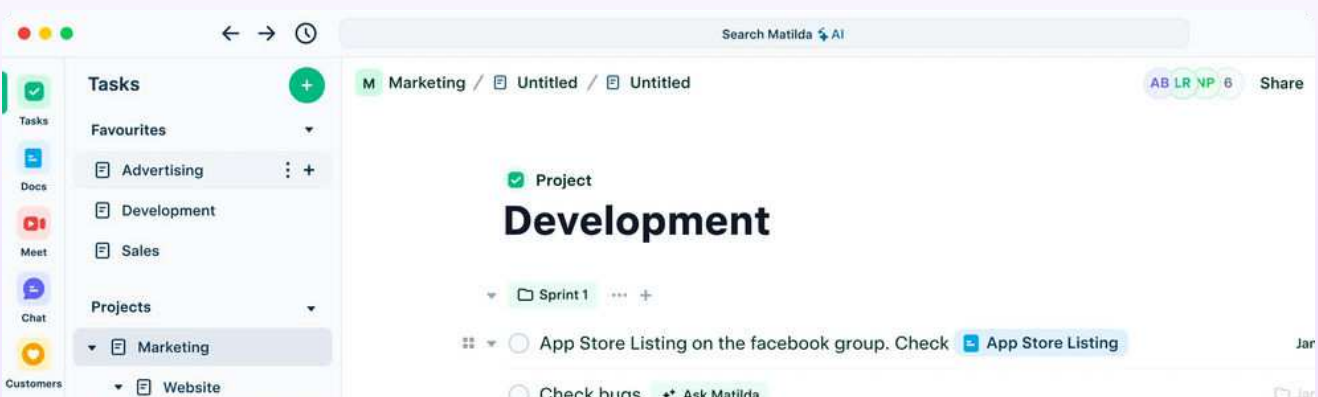 Search Matilda AI
Tasks
Docs
Meet
Chat
Customers
Tasks
Favourites
Advertising
Development
Sales
Projects
Marketing
Website
M Marketing / Untitled / Untitled
AB LR NP 6 Share
Project
Development
Sprint 1
App Store Listing on the facebook group. Check App Store Listing
Jan
Check bugs Ask Matilda
Jan